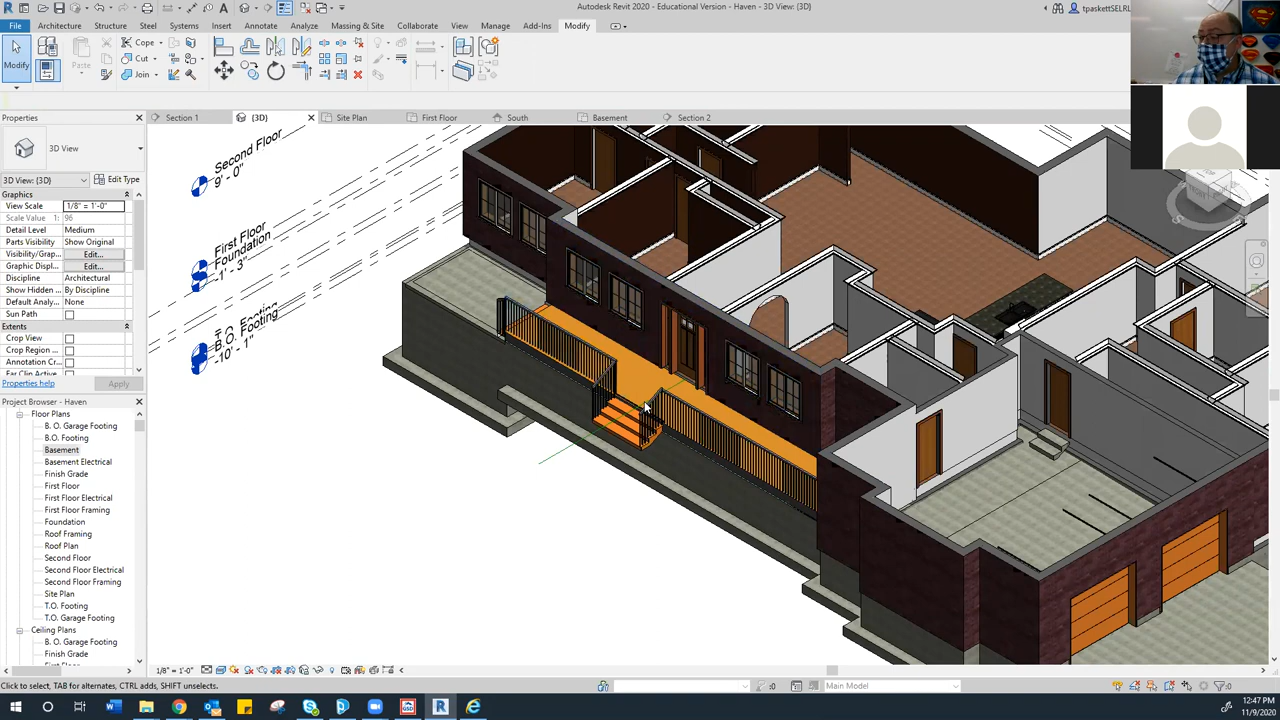 Autodesk Revit 2020 - Educational Version - Haven - 3D View: {3D}
tpaskettSELRL
File Architecture Structure Steel Systems Insert Annotate Analyze Massing & Site Collaborate View Manage Add-Ins Modify
Modify
Paste
Cope
Cut
Join
Properties
Section 1
{3D}
Site Plan
First Floor
South
Basement
Section 2
3D View
3D View: {3D}
Edit Type
Graphics
View Scale 1/8" = 1'-0"
Scale Value 1: 96
Detail Level Medium
Parts Visibility Show Original
Visibility/Grap... Edit...
Graphic Displ... Edit...
Discipline Architectural
Show Hidden ... By Discipline
Default Analy... None
Sun Path
Extents
Crop View
Crop Region ...
Annotation Cr...
Far Clip Active
Properties help
Apply
Project Browser - Haven
Floor Plans
B. O. Garage Footing
B.O. Footing
Basement
Basement Electrical
Finish Grade
First Floor
First Floor Electrical
First Floor Framing
Foundation
Roof Framing
Roof Plan
Second Floor
Second Floor Electrical
Second Floor Framing
Site Plan
T.O. Footing
T.O. Garage Footing
Ceiling Plans
B. O. Garage Footing
Finish Grade
First Floor
Second Floor
9' - 0"
First Floor
Foundation
-1' - 3"
T.O. Footing
B.O. Footing
-10' - 1"
1/8" = 1'-0"
Click to select, TAB for alternates, CTRL adds, SHIFT unselects.
:0
Main Model
:0
12:47 PM
11/9/2020